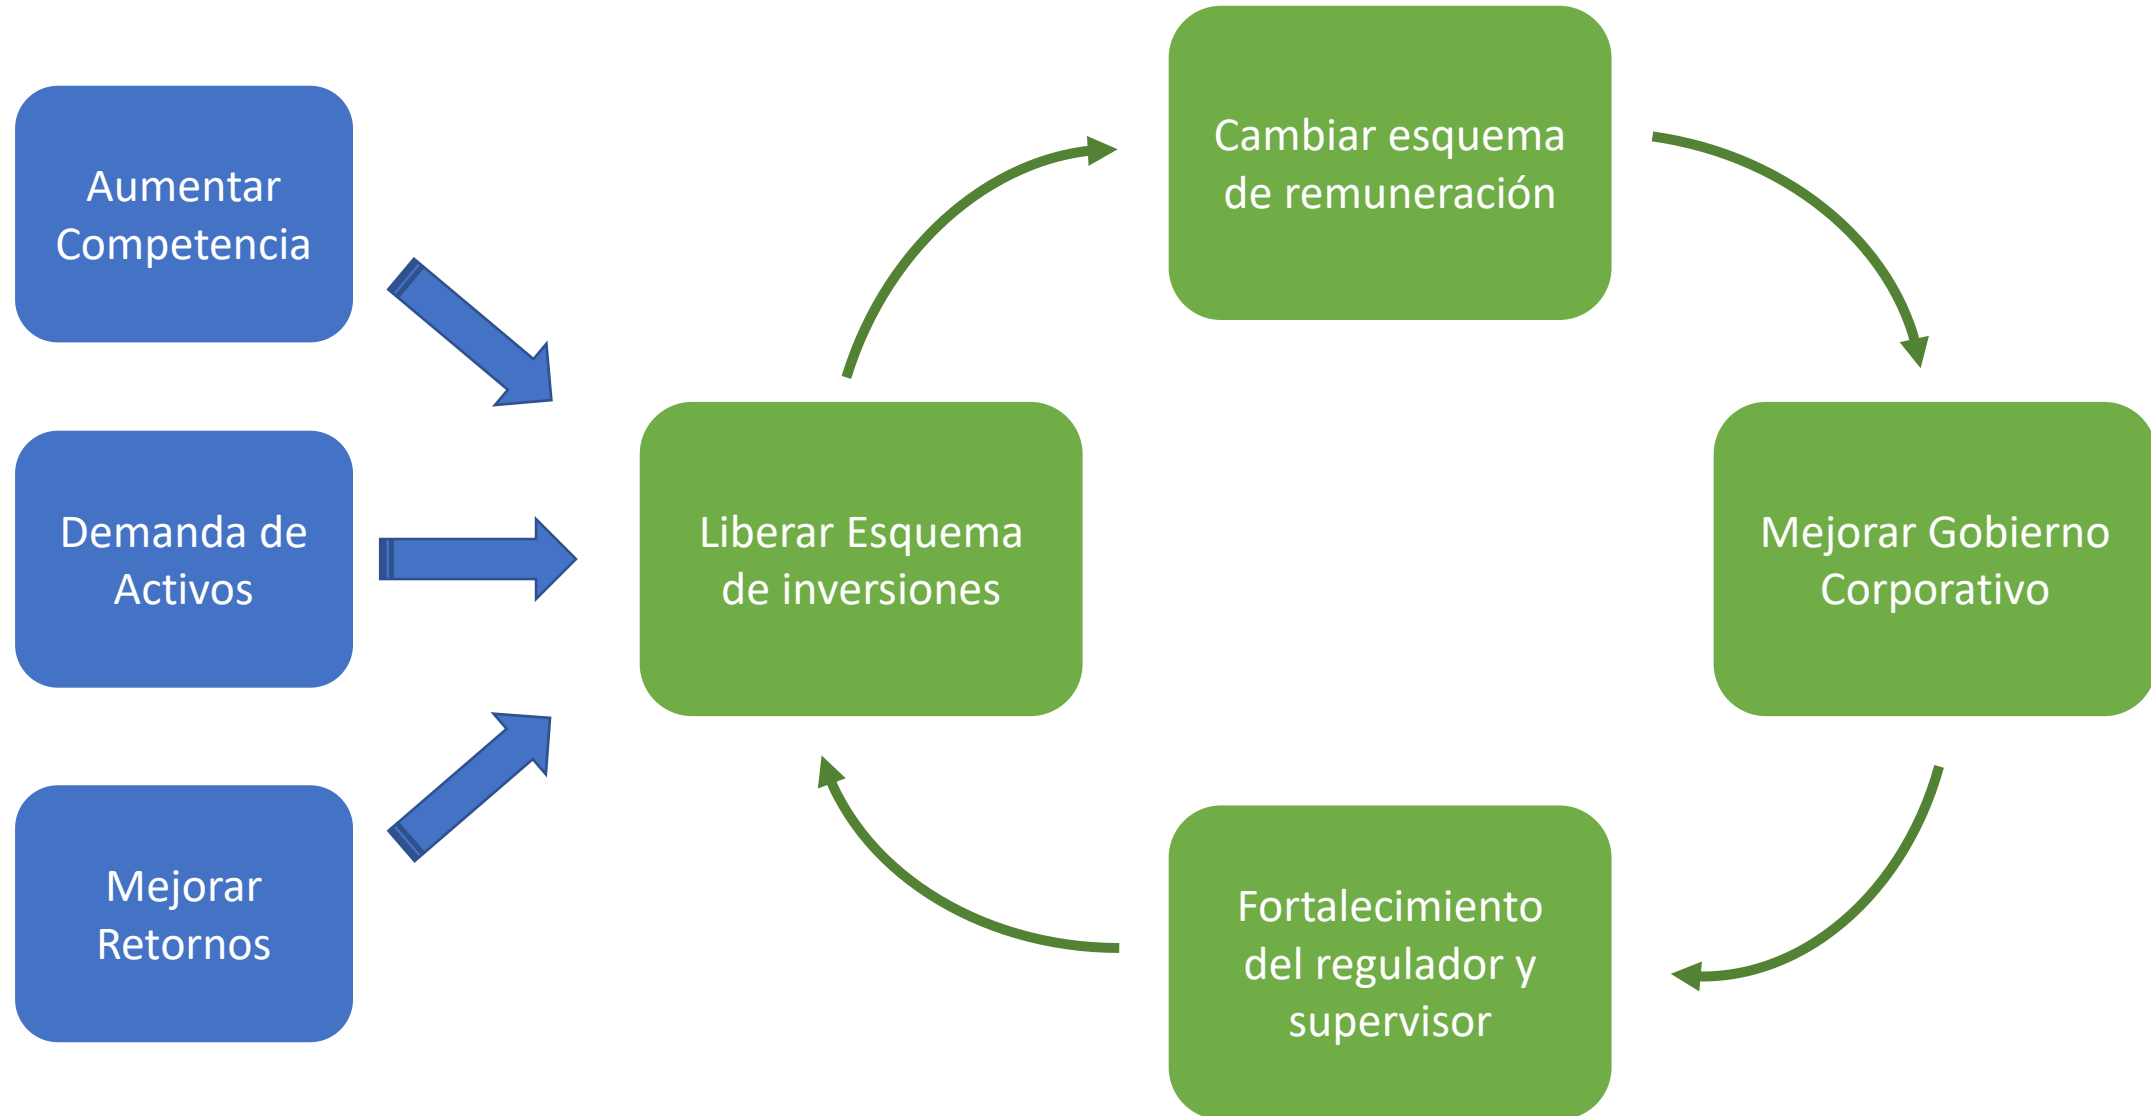 Aumentar
Competencia
Demanda de
Activos
Mejorar
Retornos
Liberar Esquema
de inversiones
Cambiar esquema
de remuneración
Mejorar Gobierno
Corporativo
Fortalecimiento
del regulador y
supervisor